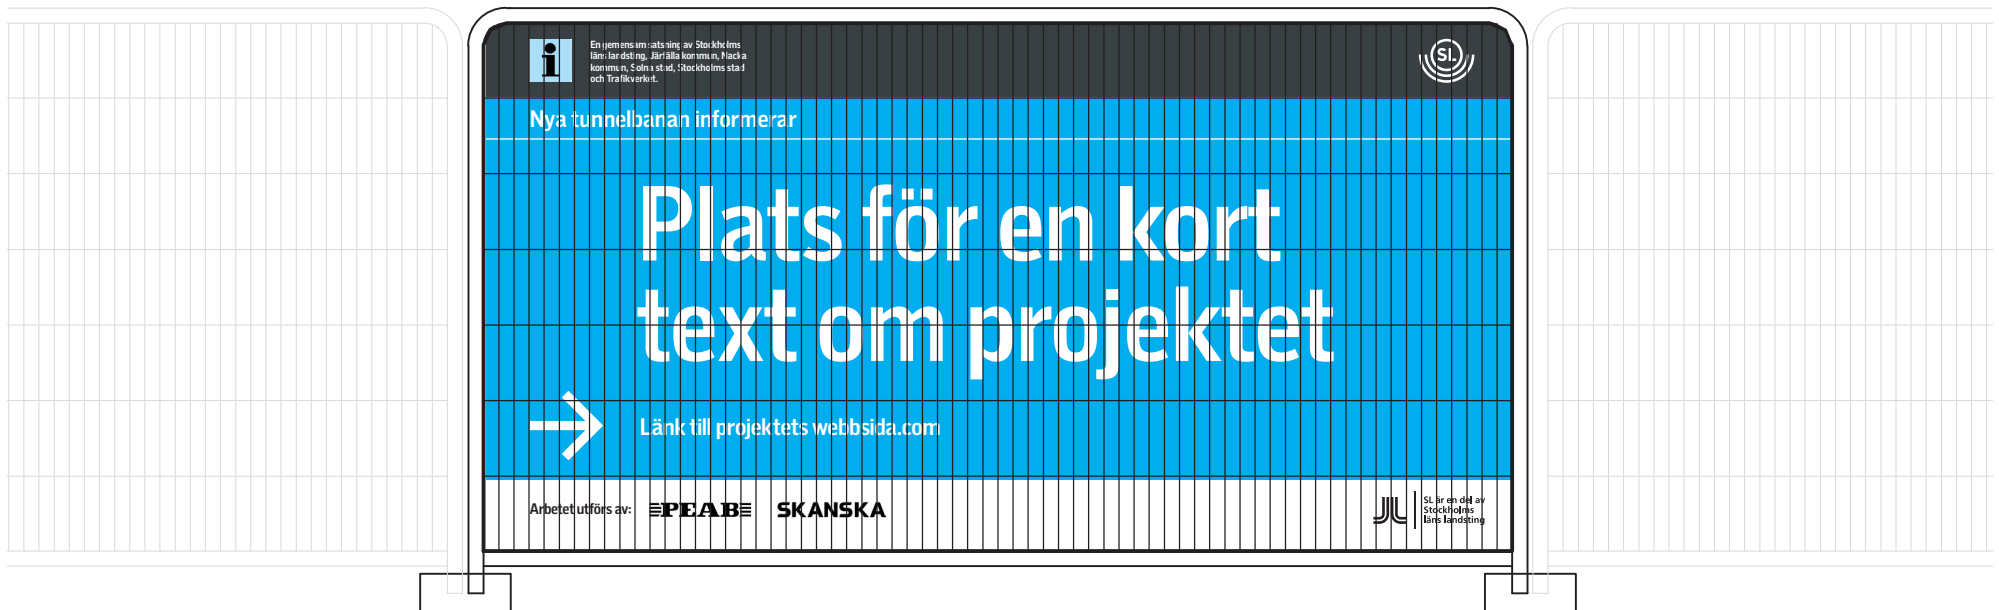 i
En gemensam satsning av Stockholms
läns landsting, Järfälla kommun, Nacka
kommun, Solna stad, Stockholms stad
och Trafikverket.
SL
Nya tunnelbanan informerar
Plats för en kort
text om projektet
Länk till projektets webbsida.com
Arbetet utförs av: PEAB SKANSKA
SL är en del av
Stockholms
läns landsting